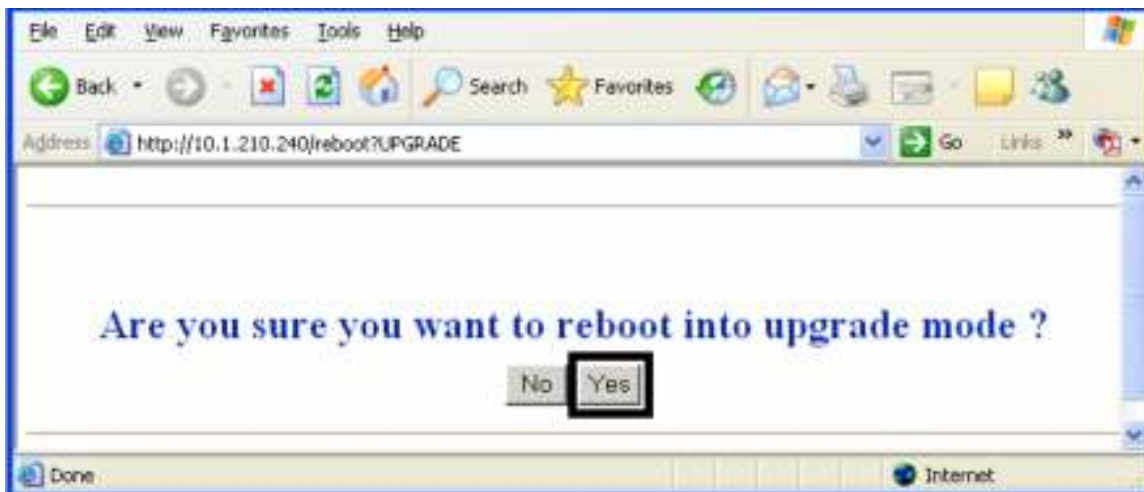 File Edit View Favorites Tools Help
Back Search Favorites
Address http://10.1.210.240/reboot?UPGRADE Go Links »
Are you sure you want to reboot into upgrade mode ?
No Yes
Done Internet